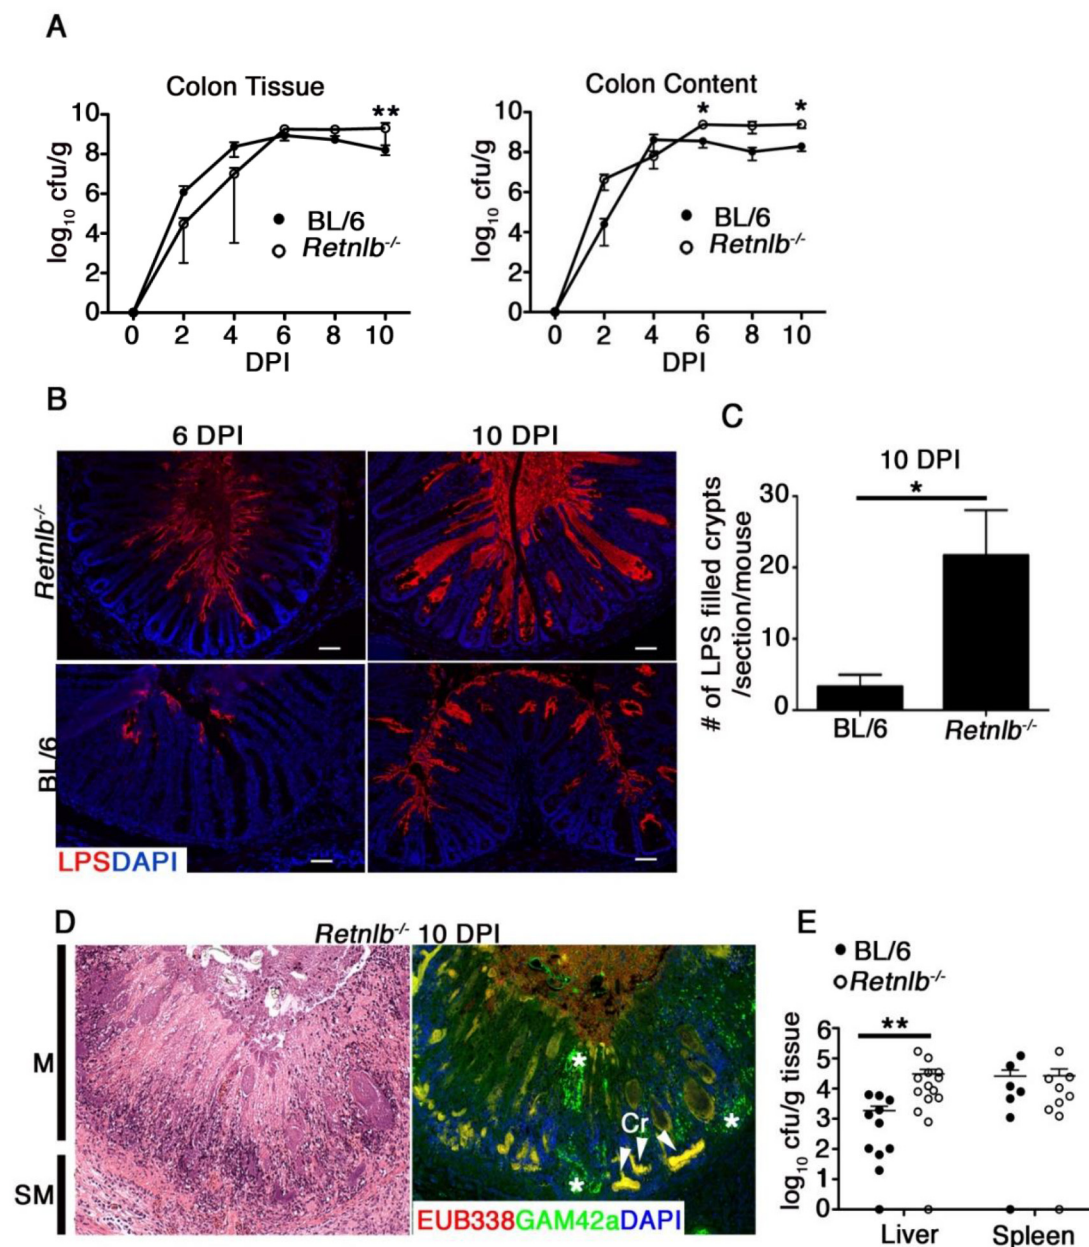 A
Colon Tissue
**
log10 cfu/g
10
8
6
4
2
0
BL/6
Retnlb-/-
0 2 4 6 8 10
DPI
Colon Content
* *
log10 cfu/g
10
8
6
4
2
0
BL/6
Retnlb-/-
0 2 4 6 8 10
DPI
B
6 DPI 10 DPI
Retnlb-/-
BL/6
LPSDAPI
C
10 DPI
*
# of LPS filled crypts
/section/mouse
30
20
10
0
BL/6 Retnlb-/-
D
Retnlb-/- 10 DPI
M
SM
*
Cr
*
*
EUB338GAM42aDAPI
E
BL/6
Retnlb-/-
**
log10 cfu/g tissue
6
5
4
3
2
1
0
Liver Spleen